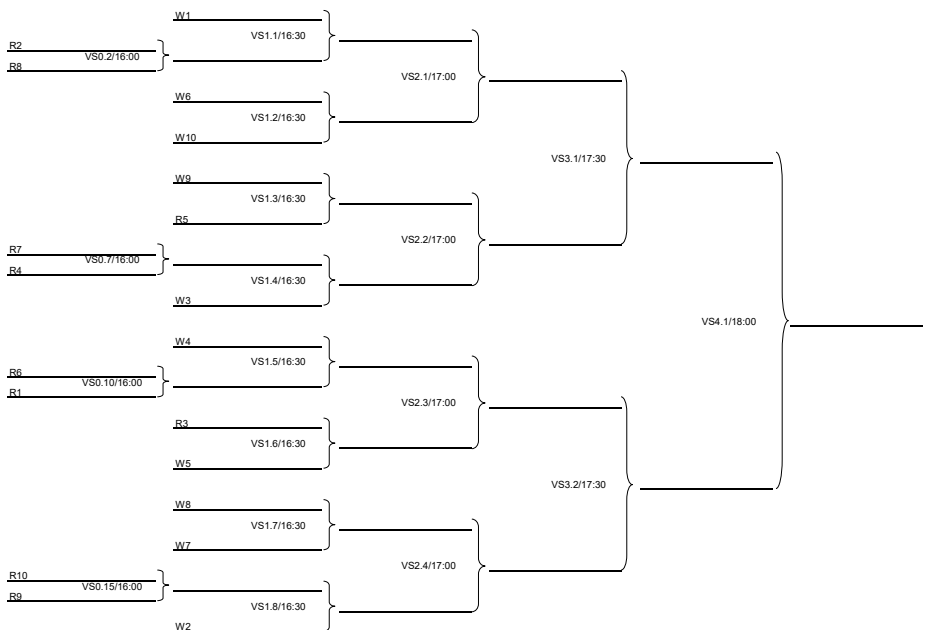 W1
VS1.1/16:30
R2
VS0.2/16:00
R8
VS2.1/17:00
W6
VS1.2/16:30
W10
VS3.1/17:30
W9
VS1.3/16:30
R5
VS2.2/17:00
R7
VS0.7/16:00
R4
VS1.4/16:30
W3
VS4.1/18:00
W4
VS1.5/16:30
R6
VS0.10/16:00
R1
VS2.3/17:00
R3
VS1.6/16:30
W5
VS3.2/17:30
W8
VS1.7/16:30
W7
VS2.4/17:00
R10
VS0.15/16:00
R9
VS1.8/16:30
W2